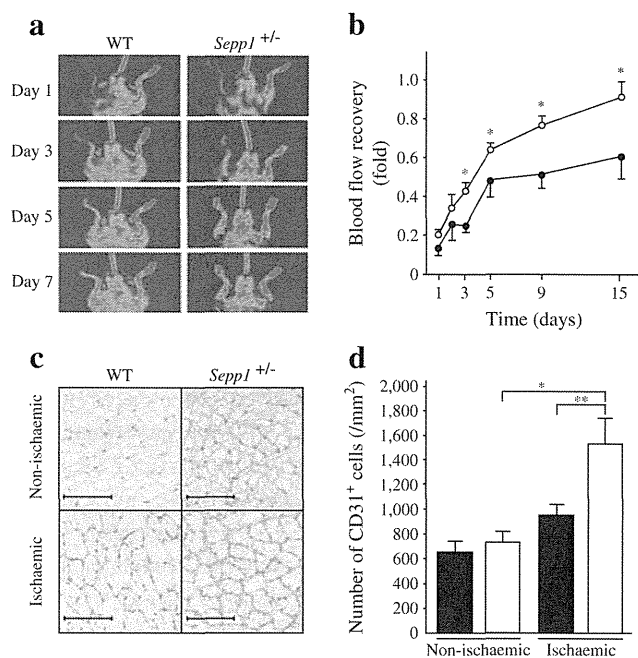 a
WT
Sepp1 +/-
Day 1
Day 3
Day 5
Day 7
b
*
*
*
*
1.0
0.8
0.6
0.4
0.2
0
Blood flow recovery
(fold)
1
3
5
9
15
Time (days)
c
WT
Sepp1 +/-
Non-ischaemic
Ischaemic
d
*
**
2,000
1,800
1,600
1,400
1,200
1,000
800
600
400
200
0
Number of CD31+ cells (/mm2)
Non-ischaemic
Ischaemic